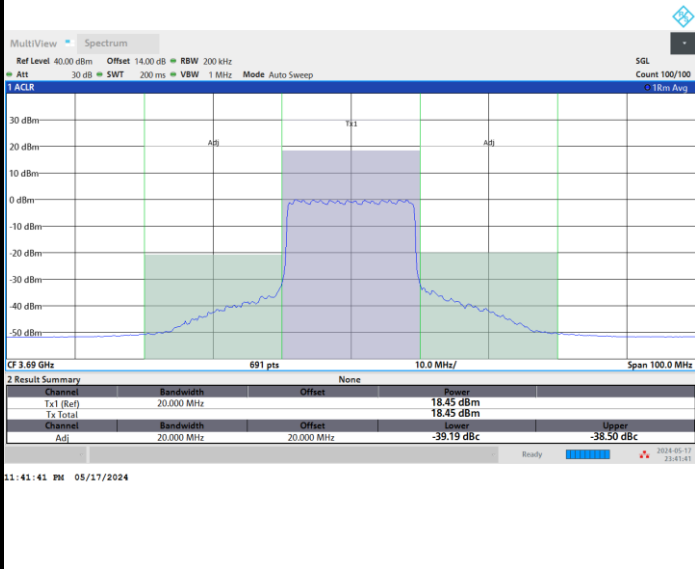 MultiView Spectrum
Ref Level 40.00 dBm Offset 14.00 dB RBW 200 kHz SGL
Att 30 dB SWT 200 ms VBW 1 MHz Mode Auto Sweep Count 100/100
1 ACLR 1Rm Avg
30 dBm
Tx1
20 dBm Adj Adj
10 dBm
0 dBm
-10 dBm
-20 dBm
-30 dBm
-40 dBm
-50 dBm
CF 3.69 GHz 691 pts 10.0 MHz/ Span 100.0 MHz
2 Result Summary None
Channel Bandwidth Offset Power
Tx1 (Ref) 20.000 MHz 18.45 dBm
Tx Total 18.45 dBm
Channel Bandwidth Offset Lower Upper
Adj 20.000 MHz 20.000 MHz -39.19 dBc -38.50 dBc
Ready 2024-05-17
23:41:41
11:41:41 PM 05/17/2024